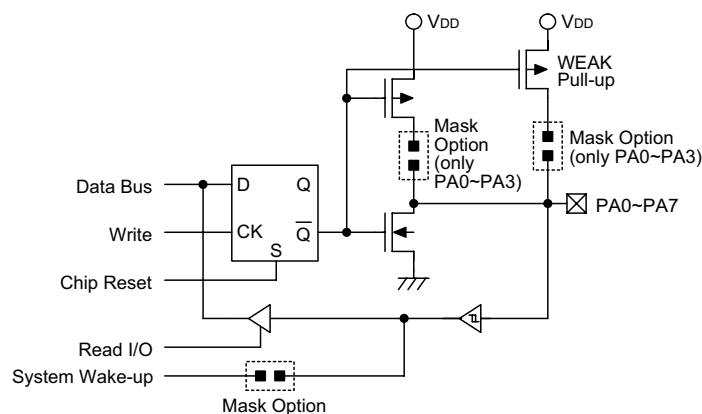 VDD
VDD
WEAK
Pull-up
Mask
Option
(only
PA0~PA3)
Mask Option
(only PA0~PA3)
Data Bus
D
Q
PA0~PA7
Write
CK
Q
S
Chip Reset
Read I/O
System Wake-up
Mask Option